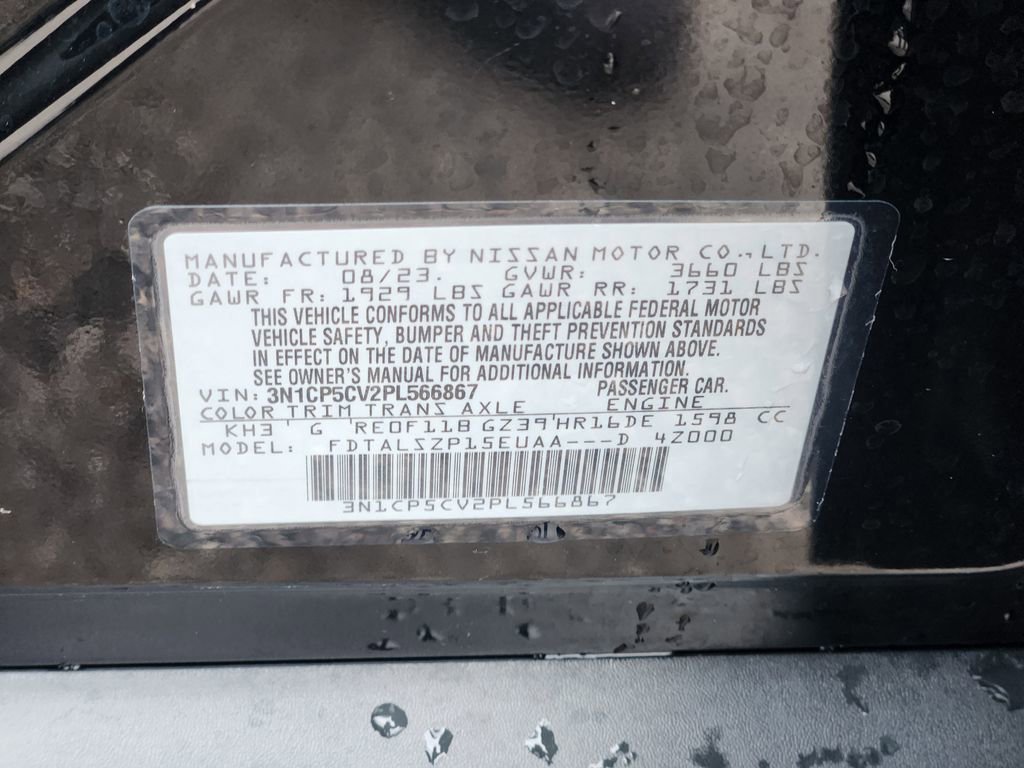 MANUFACTURED BY NISSAN MOTOR CO.,LTD.
DATE: 08/23. GVWR: 3660 LBS
GAWR FR: 1929 LBS GAWR RR: 1731 LBS
THIS VEHICLE CONFORMS TO ALL APPLICABLE FEDERAL MOTOR
VEHICLE SAFETY, BUMPER AND THEFT PREVENTION STANDARDS
IN EFFECT ON THE DATE OF MANUFACTURE SHOWN ABOVE.
SEE OWNER'S MANUAL FOR ADDITIONAL INFORMATION.
VIN: 3N1CP5CV2PL566867 PASSENGER CAR.
COLOR TRIM TRANS AXLE ENGINE
KH3 ' G 'RE0F11B GZ39'HR16DE 1598 CC
MODEL: FDTALSZP15EUAA---D 4Z000
3N1CP5CV2PL566867